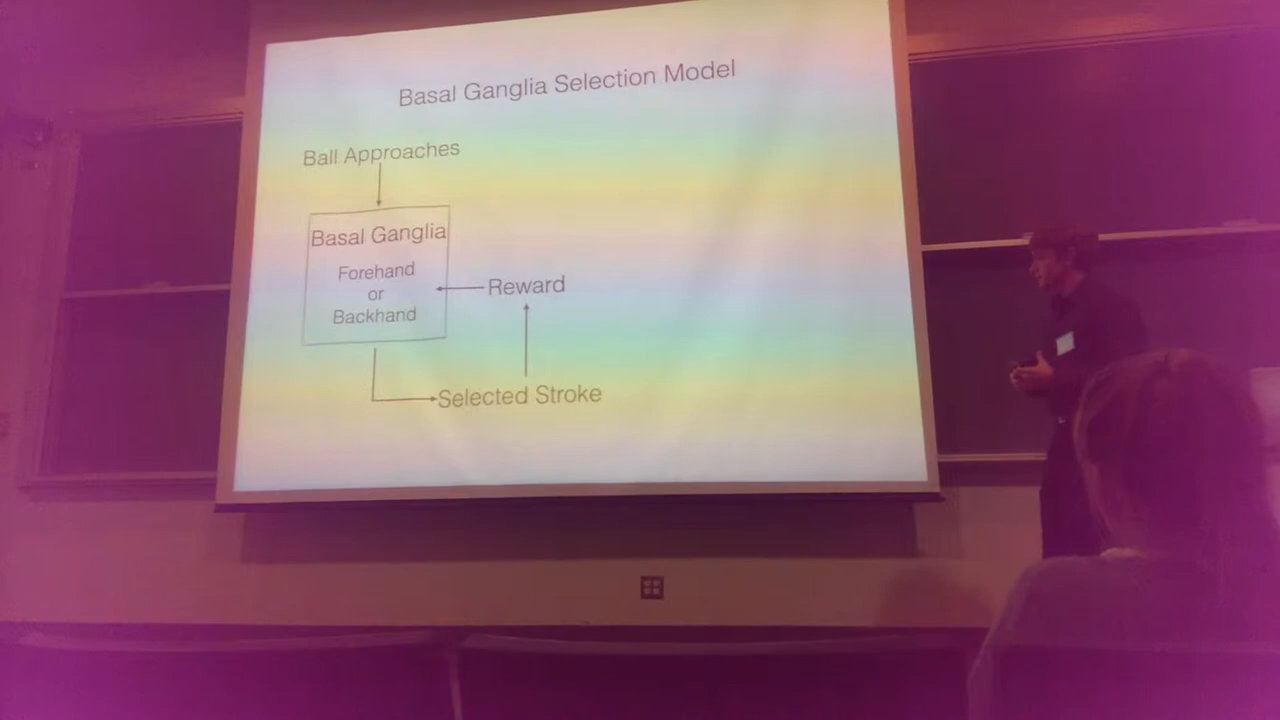 Basal Ganglia Selection Model
Ball Approaches
Basal Ganglia
Forehand
or
Backhand
Reward
Selected Stroke